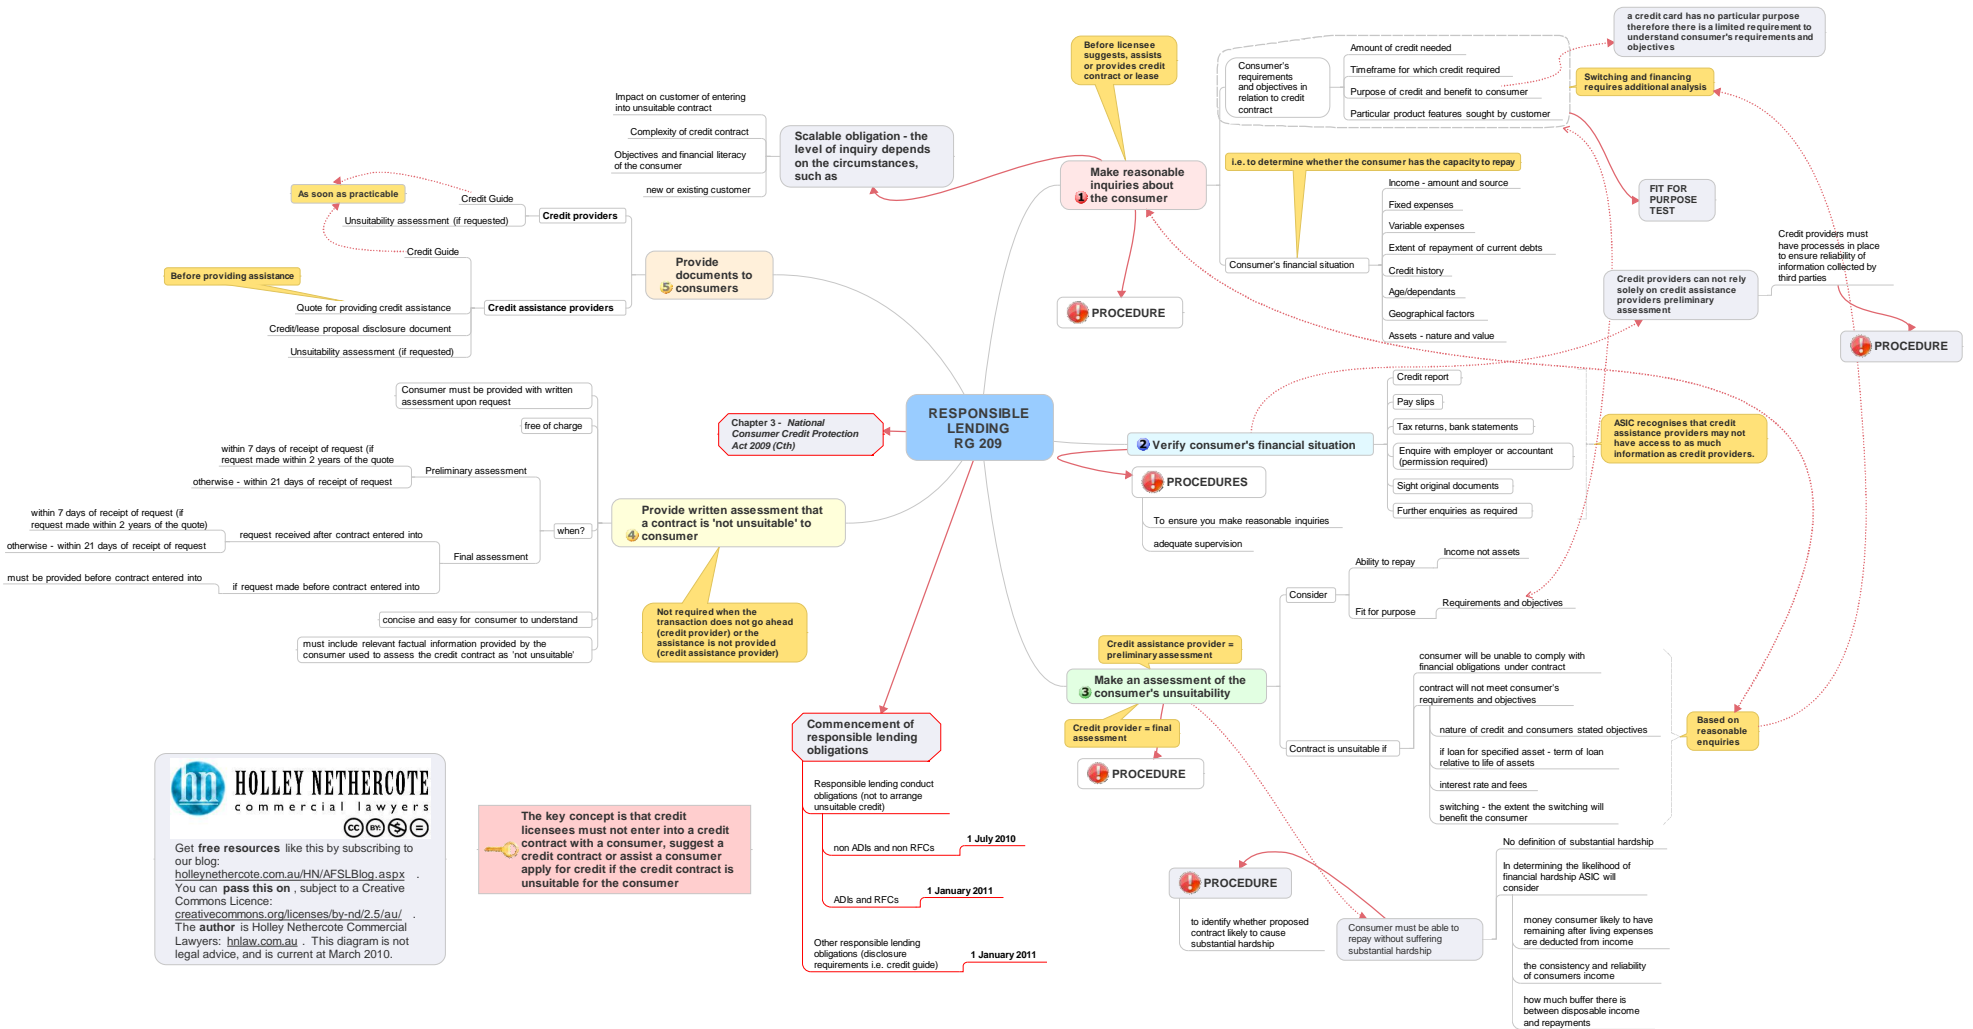 RESPONSIBLE
LENDING
RG 209
Chapter 3 - National
Consumer Credit Protection
Act 2009 (Cth)
Before licensee
suggests, assists
or provides credit
contract or lease
Make reasonable
inquiries about
1 the consumer
PROCEDURE
Scalable obligation - the
level of inquiry depends
on the circumstances,
such as
Impact on customer of entering
into unsuitable contract
Complexity of credit contract
Objectives and financial literacy
of the consumer
new or existing customer
Consumer's
requirements
and objectives in
relation to credit
contract
Amount of credit needed
Timeframe for which credit required
Purpose of credit and benefit to consumer
Particular product features sought by customer
a credit card has no particular purpose
therefore there is a limited requirement to
understand consumer's requirements and
objectives
Switching and financing
requires additional analysis
FIT FOR
PURPOSE
TEST
i.e. to determine whether the consumer has the capacity to repay
Consumer's financial situation
Income - amount and source
Fixed expenses
Variable expenses
Extent of repayment of current debts
Credit history
Age/dependants
Geographical factors
Assets - nature and value
Credit providers can not rely
solely on credit assistance
providers preliminary
assessment
Credit providers must
have processes in place
to ensure reliability of
information collected by
third parties
PROCEDURE
2 Verify consumer's financial situation
PROCEDURES
To ensure you make reasonable inquiries
adequate supervision
Credit report
Pay slips
Tax returns, bank statements
Enquire with employer or accountant
(permission required)
Sight original documents
Further enquiries as required
ASIC recognises that credit
assistance providers may not
have access to as much
information as credit providers.
Credit assistance provider =
preliminary assessment
Make an assessment of the
3 consumer's unsuitability
Credit provider = final
assessment
PROCEDURE
Consider
Ability to repay
Income not assets
Fit for purpose
Requirements and objectives
Contract is unsuitable if
consumer will be unable to comply with
financial obligations under contract
contract will not meet consumer's
requirements and objectives
nature of credit and consumers stated objectives
if loan for specified asset - term of loan
relative to life of assets
interest rate and fees
switching - the extent the switching will
benefit the consumer
Based on
reasonable
enquiries
Consumer must be able to
repay without suffering
substantial hardship
PROCEDURE
to identify whether proposed
contract likely to cause
substantial hardship
No definition of substantial hardship
In determining the likelihood of
financial hardship ASIC will
consider
money consumer likely to have
remaining after living expenses
are deducted from income
the consistency and reliability
of consumers income
how much buffer there is
between disposable income
and repayments
Provide written assessment that
a contract is 'not unsuitable' to
4 consumer
Not required when the
transaction does not go ahead
(credit provider) or the
assistance is not provided
(credit assistance provider)
Consumer must be provided with written
assessment upon request
free of charge
when?
Preliminary assessment
within 7 days of receipt of request (if
request made within 2 years of the quote
otherwise - within 21 days of receipt of request
Final assessment
request received after contract entered into
within 7 days of receipt of request (if
request made within 2 years of the quote)
otherwise - within 21 days of receipt of request
if request made before contract entered into
must be provided before contract entered into
concise and easy for consumer to understand
must include relevant factual information provided by the
consumer used to assess the credit contract as 'not unsuitable'
Provide
documents to
5 consumers
Credit providers
Credit Guide
Unsuitability assessment (if requested)
As soon as practicable
Credit assistance providers
Credit Guide
Quote for providing credit assistance
Credit/lease proposal disclosure document
Unsuitability assessment (if requested)
Before providing assistance
Commencement of
responsible lending
obligations
Responsible lending conduct
obligations (not to arrange
unsuitable credit)
non ADIs and non RFCs
1 July 2010
ADIs and RFCs
1 January 2011
Other responsible lending
obligations (disclosure
requirements i.e. credit guide)
1 January 2011
The key concept is that credit
licensees must not enter into a credit
contract with a consumer, suggest a
credit contract or assist a consumer
apply for credit if the credit contract is
unsuitable for the consumer
hn HOLLEY NETHERCOTE
commercial lawyers
cc BY: $ =
Get free resources like this by subscribing to
our blog:
holleynethercote.com.au/HN/AFSLBlog.aspx .
You can pass this on , subject to a Creative
Commons Licence:
creativecommons.org/licenses/by-nd/2.5/au/ .
The author is Holley Nethercote Commercial
Lawyers: hnlaw.com.au . This diagram is not
legal advice, and is current at March 2010.